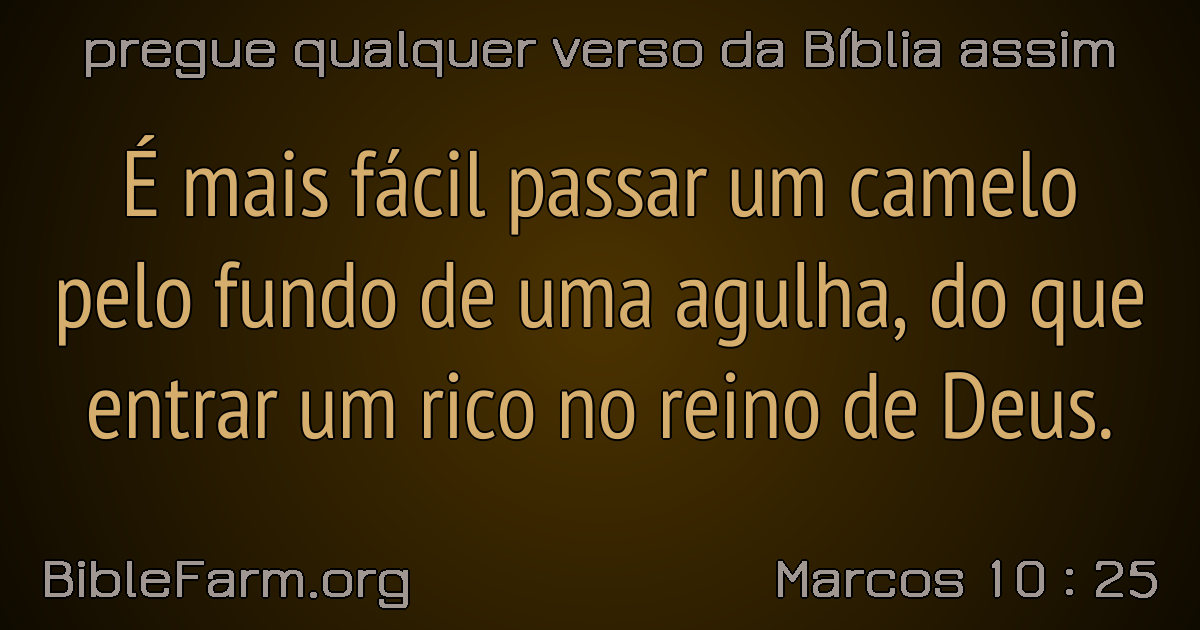 pregue qualquer verso da Bíblia assim
É mais fácil passar um camelo
pelo fundo de uma agulha, do que
entrar um rico no reino de Deus.
BibleFarm.org
Marcos 10 : 25